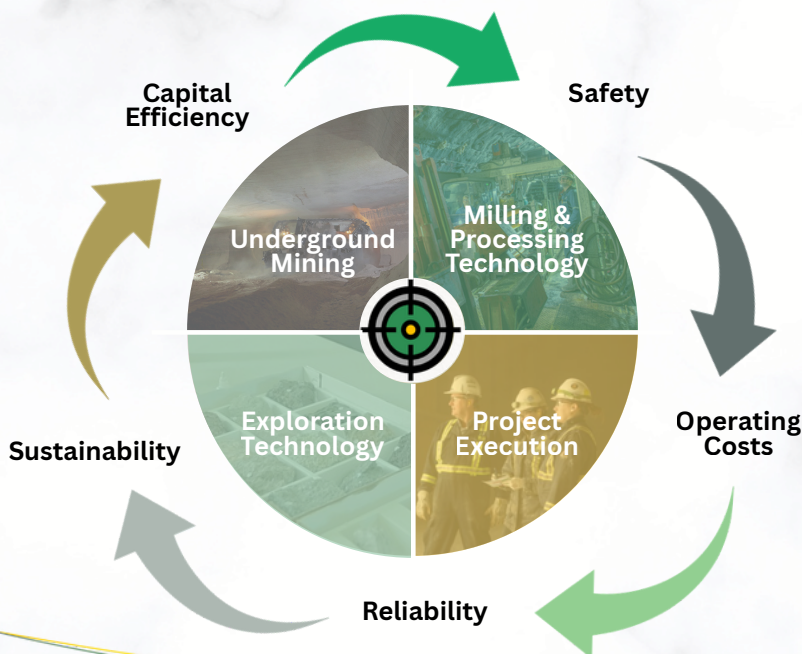 Capital
Efficiency
Safety
Underground
Mining
Milling &
Processing
Technology
Exploration
Technology
Project
Execution
Operating
Costs
Sustainability
Reliability